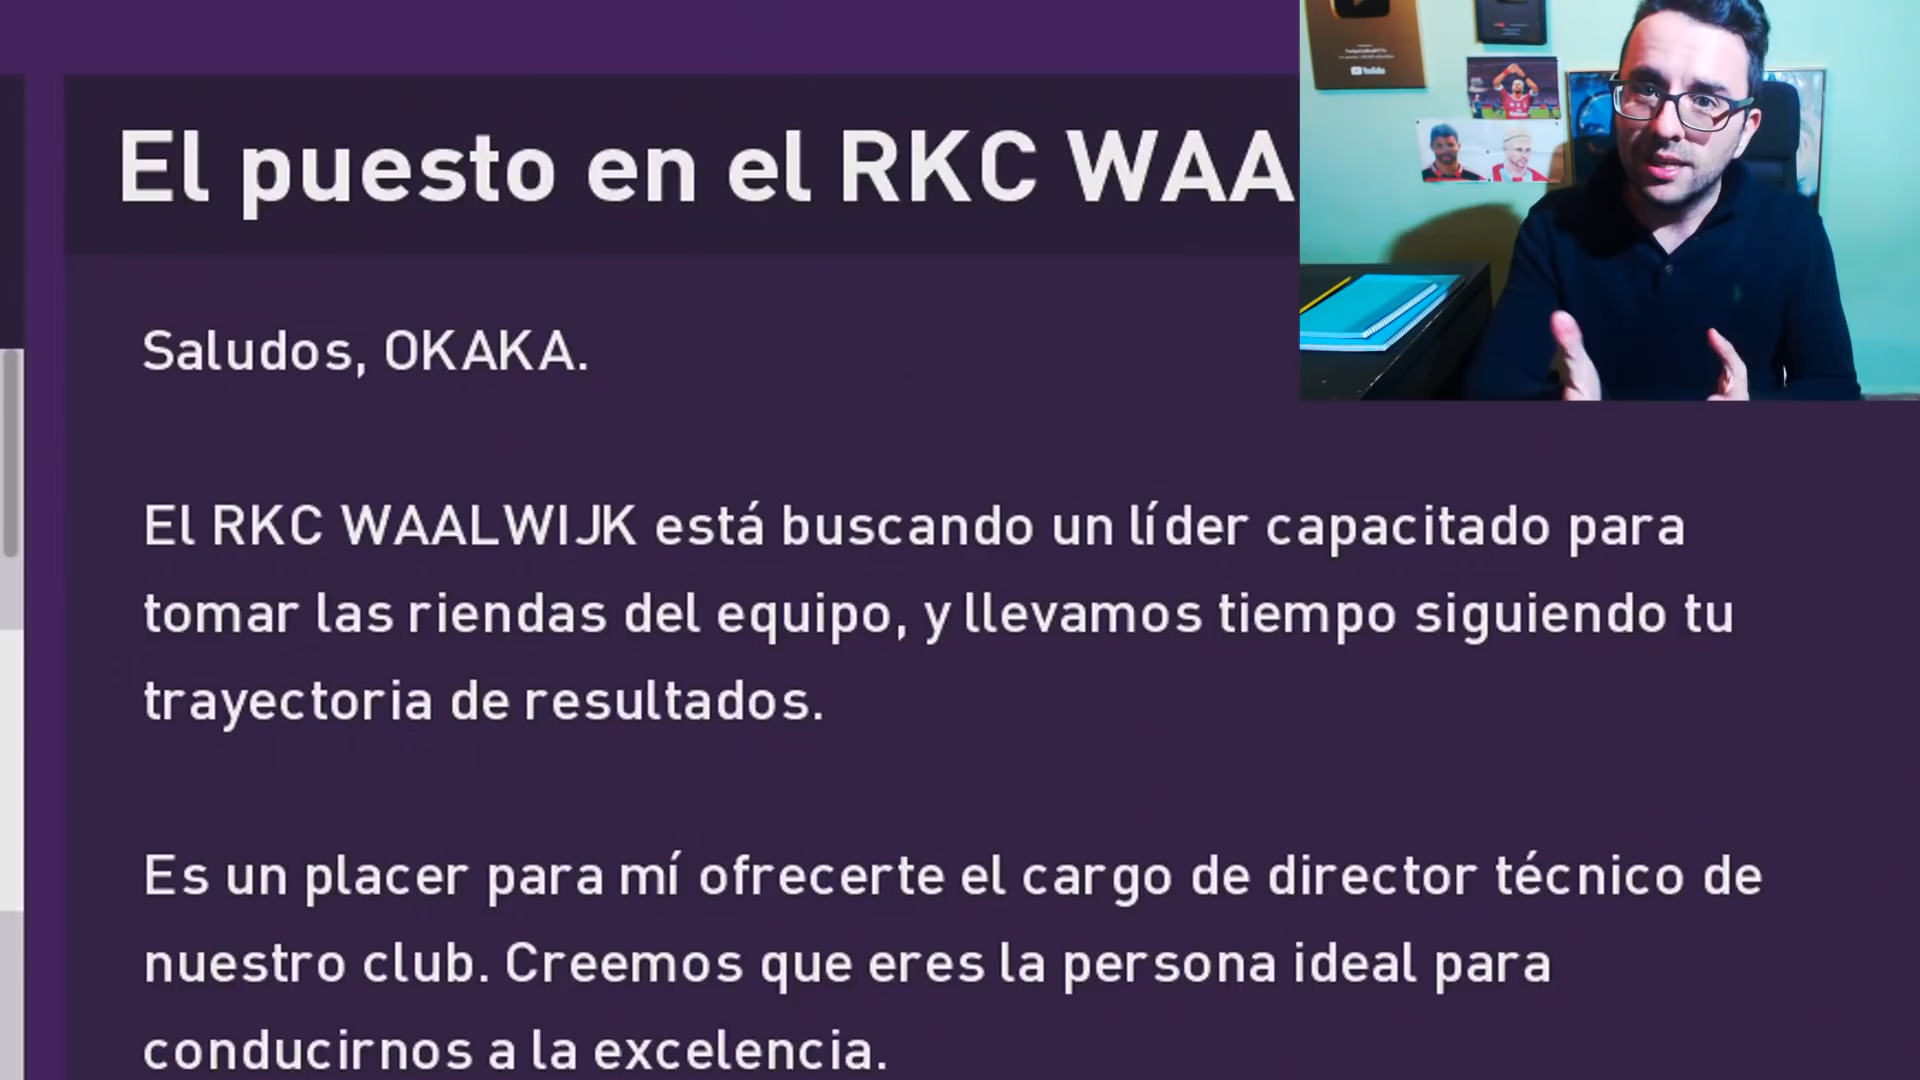 El puesto en el RKC WAA
Saludos, OKAKA.
El RKC WAALWIJK está buscando un líder capacitado para
tomar las riendas del equipo, y llevamos tiempo siguiendo tu
trayectoria de resultados.
Es un placer para mí ofrecerte el cargo de director técnico de
nuestro club. Creemos que eres la persona ideal para
conducirnos a la excelencia.
YouTube